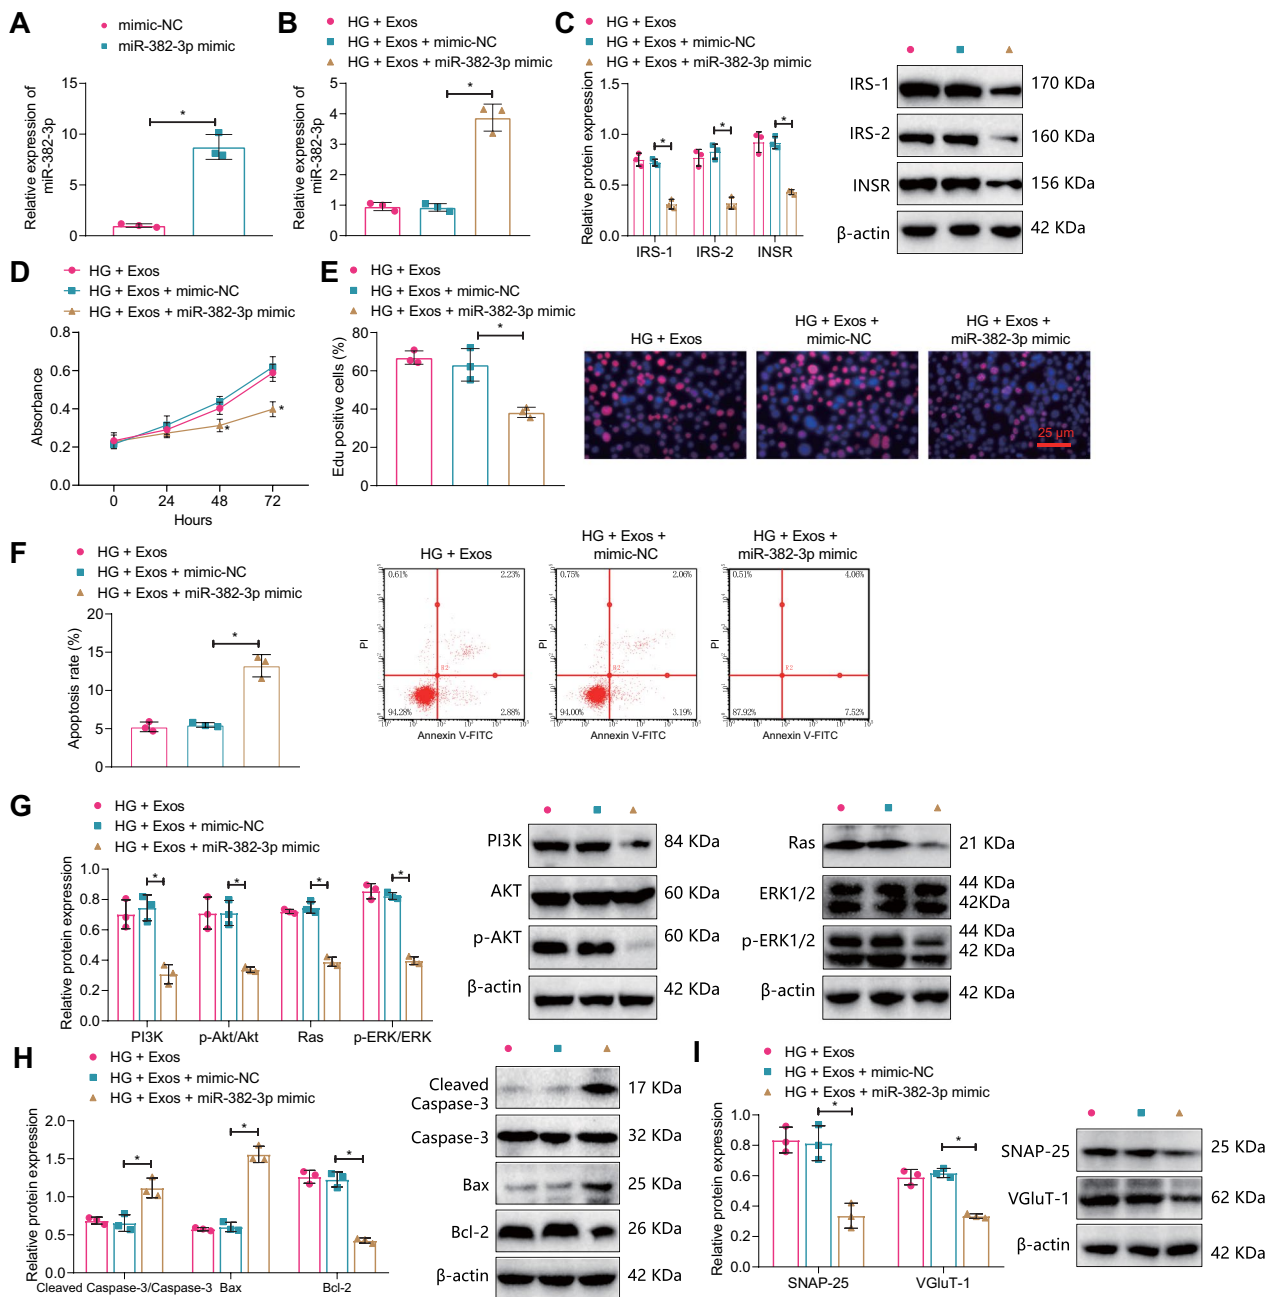 A
mimic-NC
miR-382-3p mimic
Relative expression of
miR-382-3p
15
10
5
0
*
B
HG + Exos
HG + Exos + mimic-NC
HG + Exos + miR-382-3p mimic
Relative expression of
miR-382-3p
5
4
3
2
1
0
*
C
HG + Exos
HG + Exos + mimic-NC
HG + Exos + miR-382-3p mimic
Relative protein expression
1.5
1.0
0.5
0.0
* * *
IRS-1 IRS-2 INSR
IRS-1 170 KDa
IRS-2 160 KDa
INSR 156 KDa
β-actin 42 KDa
D
HG + Exos
HG + Exos + mimic-NC
HG + Exos + miR-382-3p mimic
Absorbance
0.8
0.6
0.4
0.2
0.0
* *
0 24 48 72
Hours
E
HG + Exos
HG + Exos + mimic-NC
HG + Exos + miR-382-3p mimic
Edu positive cells (%)
80
60
40
20
0
*
HG + Exos
HG + Exos +
mimic-NC
HG + Exos +
miR-382-3p mimic
25 μm
F
HG + Exos
HG + Exos + mimic-NC
HG + Exos + miR-382-3p mimic
Apoptosis rate (%)
20
15
10
5
0
*
HG + Exos
0.61% 2.23%
R2
94.28% 2.88%
PI
Annexin V-FITC
HG + Exos +
mimic-NC
0.75% 2.06%
R2
94.00% 3.19%
PI
Annexin V-FITC
HG + Exos +
miR-382-3p mimic
0.51% 4.06%
R2
87.92% 7.52%
PI
Annexin V-FITC
G
HG + Exos
HG + Exos + mimic-NC
HG + Exos + miR-382-3p mimic
Relative protein expression
1.0
0.8
0.6
0.4
0.2
0.0
* * * *
PI3K p-Akt/Akt Ras p-ERK/ERK
PI3K 84 KDa
AKT 60 KDa
p-AKT 60 KDa
β-actin 42 KDa
Ras 21 KDa
ERK1/2 44 KDa
42KDa
p-ERK1/2 44 KDa
42 KDa
β-actin 42 KDa
H
HG + Exos
HG + Exos + mimic-NC
HG + Exos + miR-382-3p mimic
Relative protein expression
2.0
1.5
1.0
0.5
0.0
* * *
Cleaved Caspase-3/Caspase-3 Bax Bcl-2
Cleaved
Caspase-3 17 KDa
Caspase-3 32 KDa
Bax 25 KDa
Bcl-2 26 KDa
β-actin 42 KDa
I
HG + Exos
HG + Exos + mimic-NC
HG + Exos + miR-382-3p mimic
Relative protein expression
1.0
0.8
0.6
0.4
0.2
0.0
* *
SNAP-25 VGluT-1
SNAP-25 25 KDa
VGluT-1 62 KDa
β-actin 42 KDa